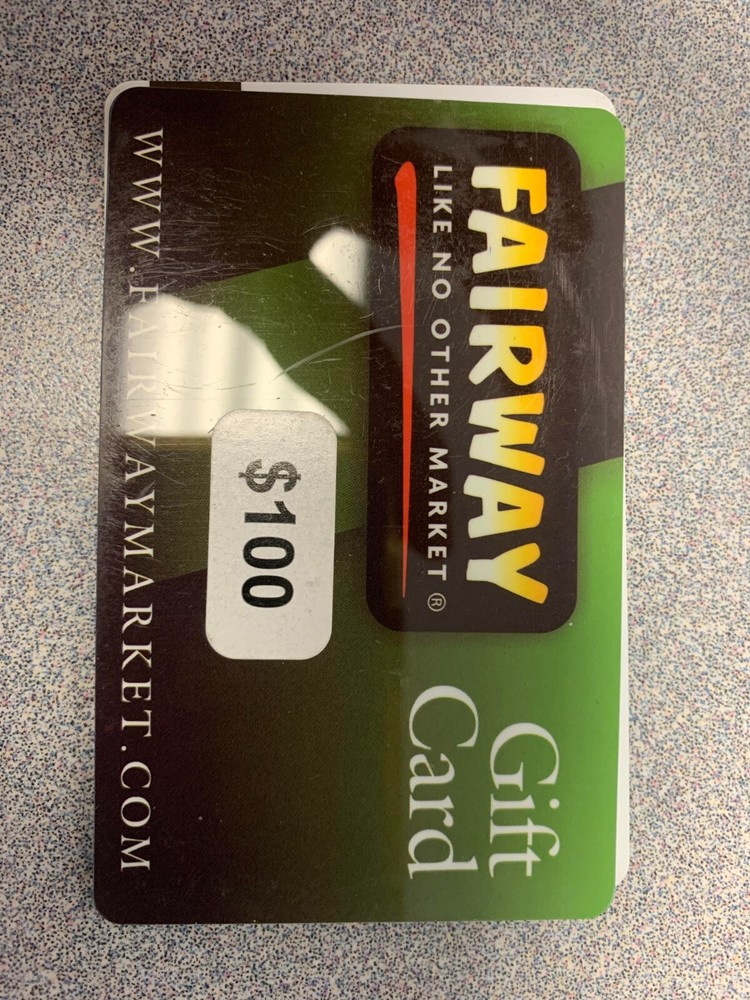 FAIRWAY
LIKE NO OTHER MARKET®
Gift
Card
$100
WWW.FAIRWAYMARKET.COM